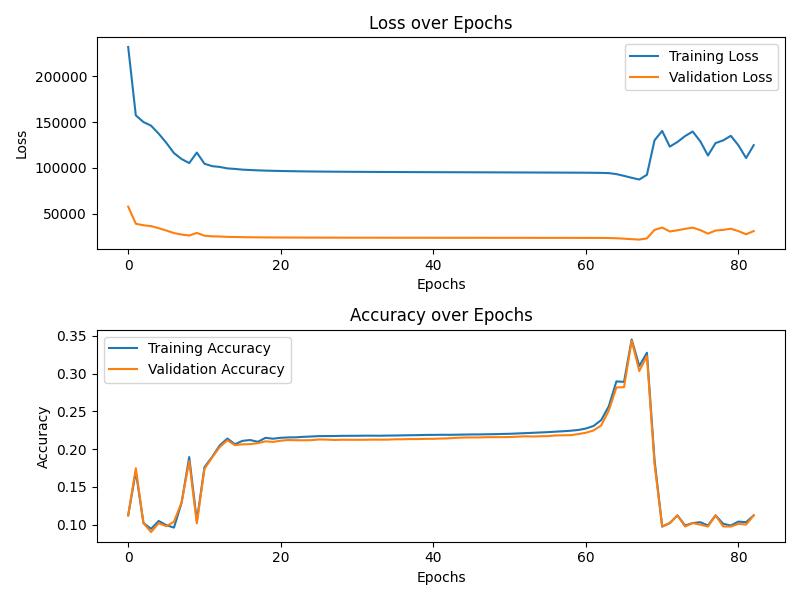 Loss over Epochs
Training Loss
Validation Loss
200000
150000
100000
50000
Loss
0 20 40 60 80
Epochs
Accuracy over Epochs
Training Accuracy
Validation Accuracy
0.35
0.30
0.25
0.20
0.15
0.10
Accuracy
0 20 40 60 80
Epochs